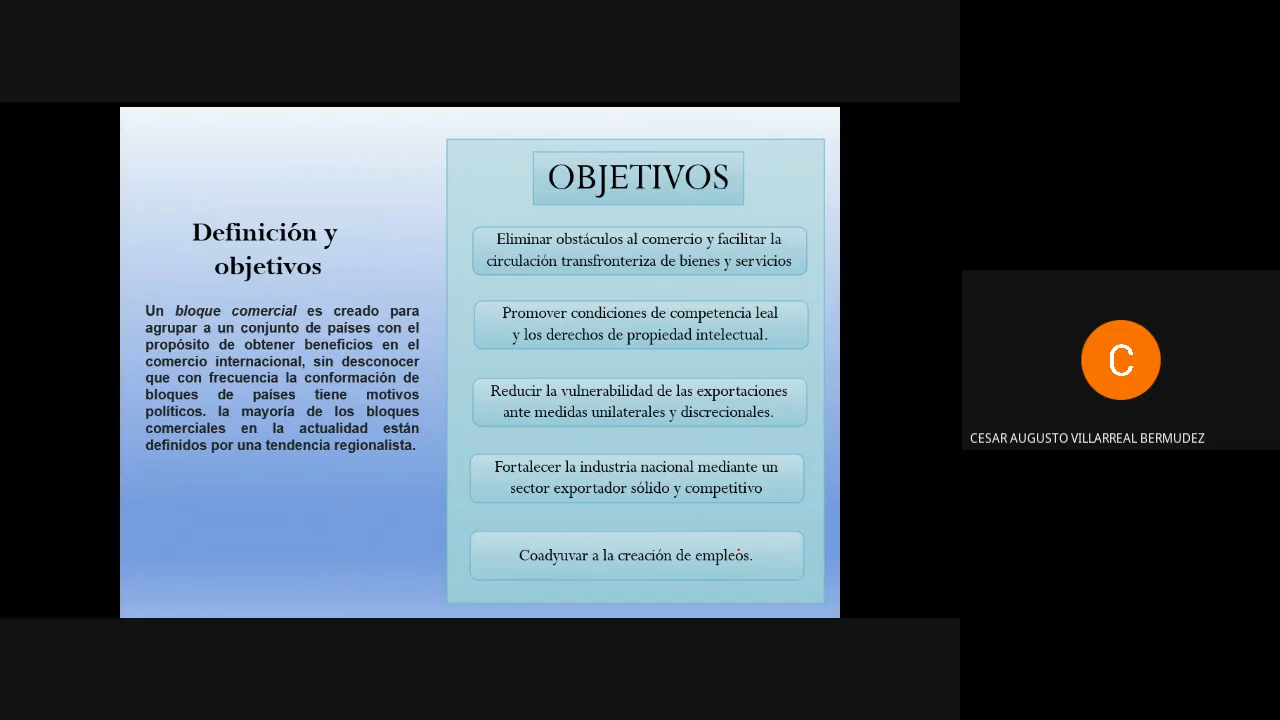 Definición y
objetivos
Un bloque comercial es creado para
agrupar a un conjunto de países con el
propósito de obtener beneficios en el
comercio internacional, sin desconocer
que con frecuencia la conformación de
bloques de países tiene motivos
políticos. la mayoría de los bloques
comerciales en la actualidad están
definidos por una tendencia regionalista.
OBJETIVOS
Eliminar obstáculos al comercio y facilitar la
circulación transfronteriza de bienes y servicios
Promover condiciones de competencia leal
y los derechos de propiedad intelectual.
Reducir la vulnerabilidad de las exportaciones
ante medidas unilaterales y discrecionales.
Fortalecer la industria nacional mediante un
sector exportador sólido y competitivo
Coadyuvar a la creación de empleos.
C
CESAR AUGUSTO VILLARREAL BERMUDEZ